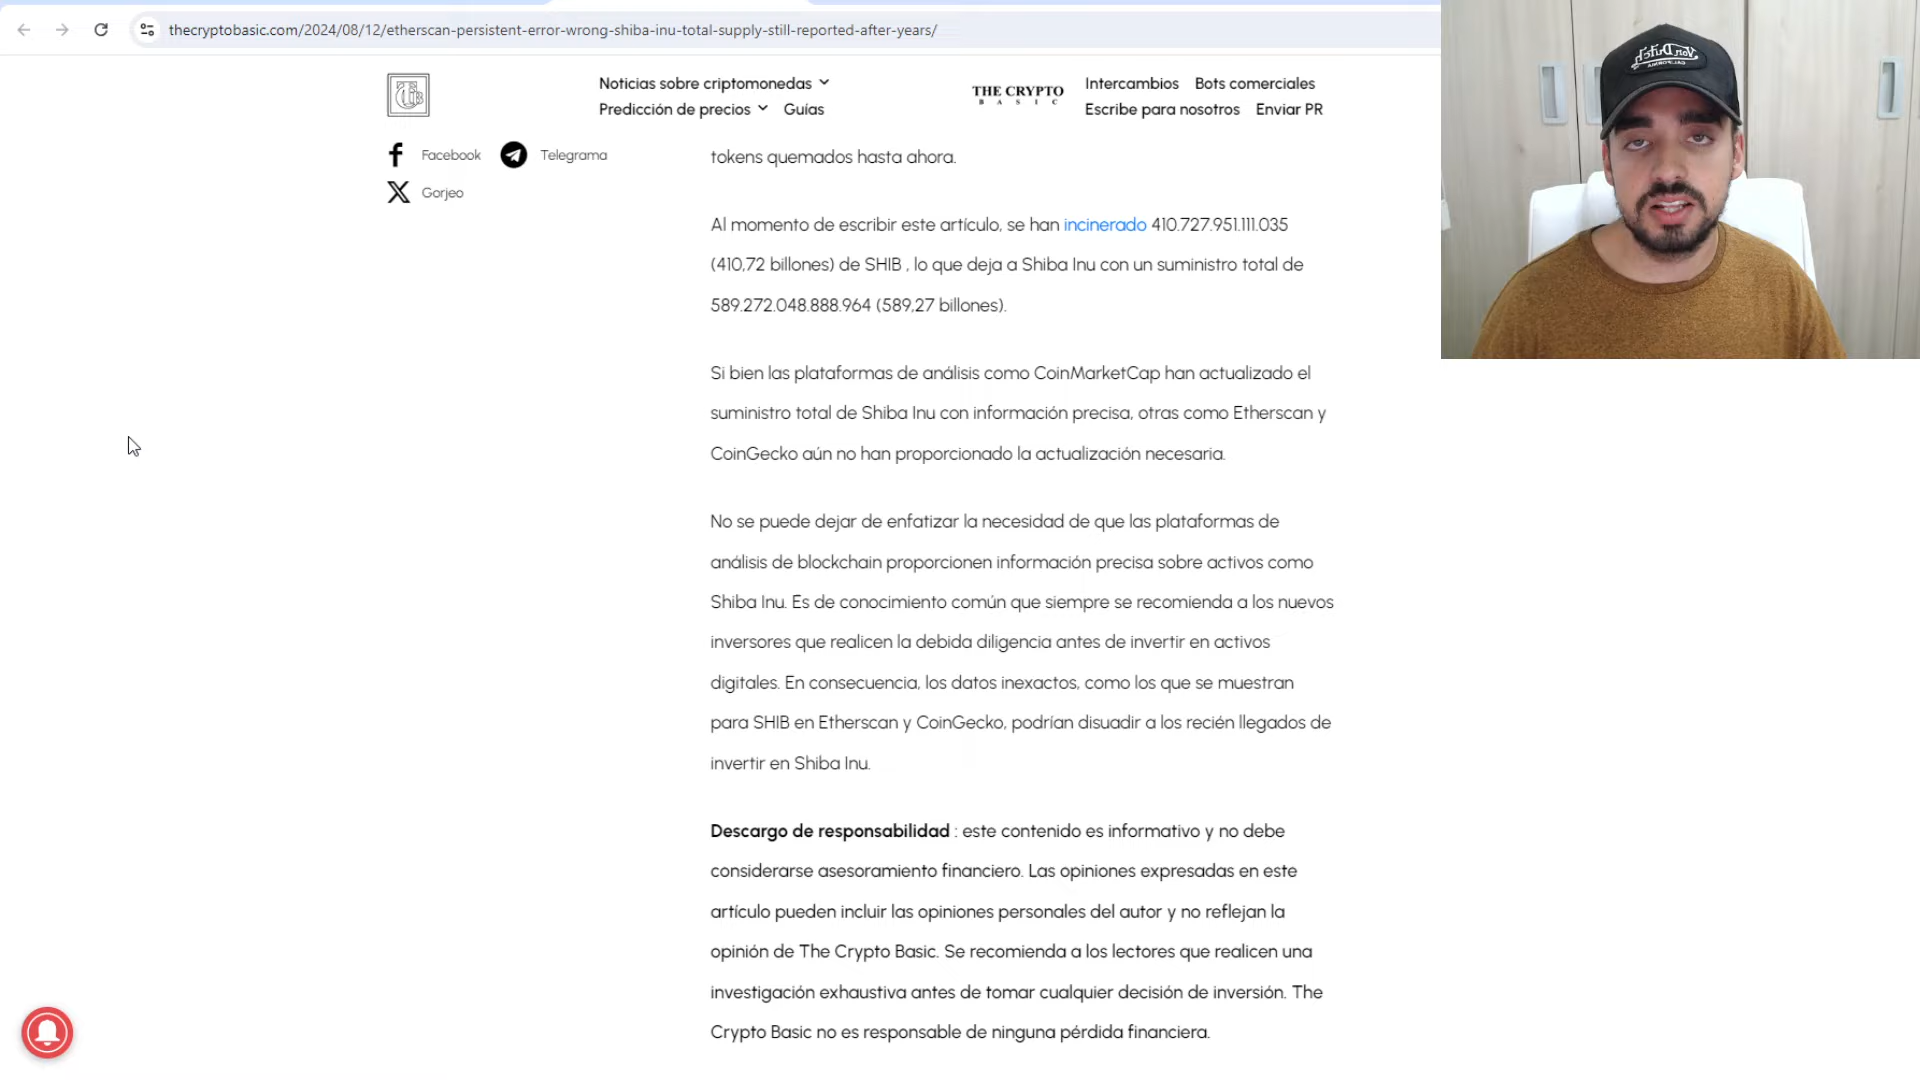 thecryptobasic.com/2024/08/12/etherscan-persistent-error-wrong-shiba-inu-total-supply-still-reported-after-years/
Noticias sobre criptomonedas
Predicción de precios Guías
THE CRYPTO
BASIC
Intercambios Bots comerciales
Escribe para nosotros Enviar PR
Facebook Telegrama
Gorjeo
tokens quemados hasta ahora.
Al momento de escribir este artículo, se han incinerado 410.727.951.111.035
(410,72 billones) de SHIB , lo que deja a Shiba Inu con un suministro total de
589.272.048.888.964 (589,27 billones).
Si bien las plataformas de análisis como CoinMarketCap han actualizado el
suministro total de Shiba Inu con información precisa, otras como Etherscan y
CoinGecko aún no han proporcionado la actualización necesaria.
No se puede dejar de enfatizar la necesidad de que las plataformas de
análisis de blockchain proporcionen información precisa sobre activos como
Shiba Inu. Es de conocimiento común que siempre se recomienda a los nuevos
inversores que realicen la debida diligencia antes de invertir en activos
digitales. En consecuencia, los datos inexactos, como los que se muestran
para SHIB en Etherscan y CoinGecko, podrían disuadir a los recién llegados de
invertir en Shiba Inu.
Descargo de responsabilidad : este contenido es informativo y no debe
considerarse asesoramiento financiero. Las opiniones expresadas en este
artículo pueden incluir las opiniones personales del autor y no reflejan la
opinión de The Crypto Basic. Se recomienda a los lectores que realicen una
investigación exhaustiva antes de tomar cualquier decisión de inversión. The
Crypto Basic no es responsable de ninguna pérdida financiera.
Von Dutch